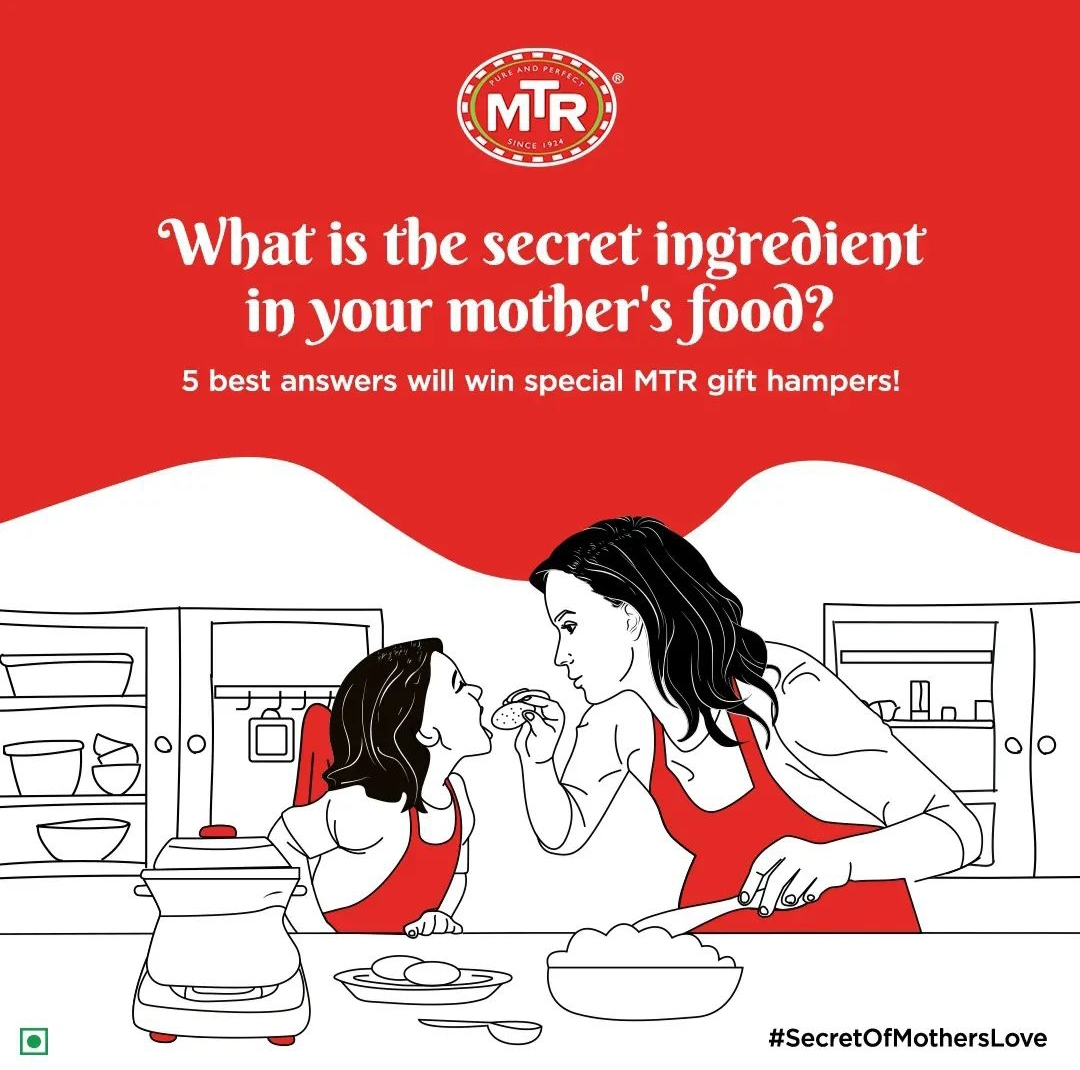 PURE AND PERFECT
MTR
®
SINCE 1924
What is the secret ingredient
in your mother's food?
5 best answers will win special MTR gift hampers!
#SecretOfMothersLove